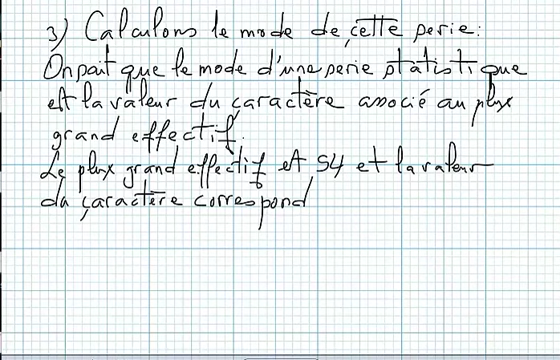 3) Calculons le mode de cette serie:
On sait que le mode d'une serie statistique
est la valeur du caractère associé au plus
grand effectif.
Le plus grand effectif est 54 et la valeur
du caractère correspond